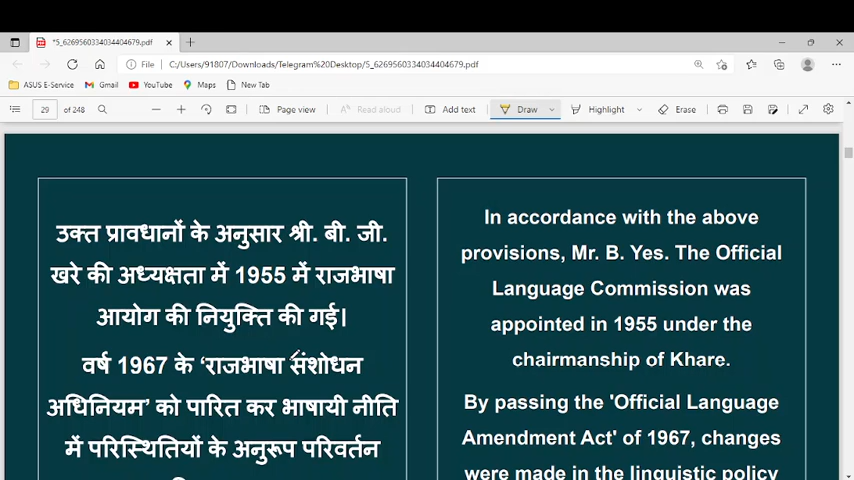 *5_6269560334034404679.pdf
File
C:/Users/91807/Downloads/Telegram%20Desktop/5_6269560334034404679.pdf
ASUS E-Service
Gmail
YouTube
Maps
New Tab
29 of 248
Page view
Read aloud
Add text
Draw
Highlight
Erase
उक्त प्रावधानों के अनुसार श्री. बी. जी.
खरे की अध्यक्षता में 1955 में राजभाषा
आयोग की नियुक्ति की गई।
वर्ष 1967 के ‘राजभाषा संशोधन
अधिनियम’ को पारित कर भाषायी नीति
में परिस्थितियों के अनुरूप परिवर्तन
In accordance with the above
provisions, Mr. B. Yes. The Official
Language Commission was
appointed in 1955 under the
chairmanship of Khare.
By passing the 'Official Language
Amendment Act' of 1967, changes
were made in the linguistic policy